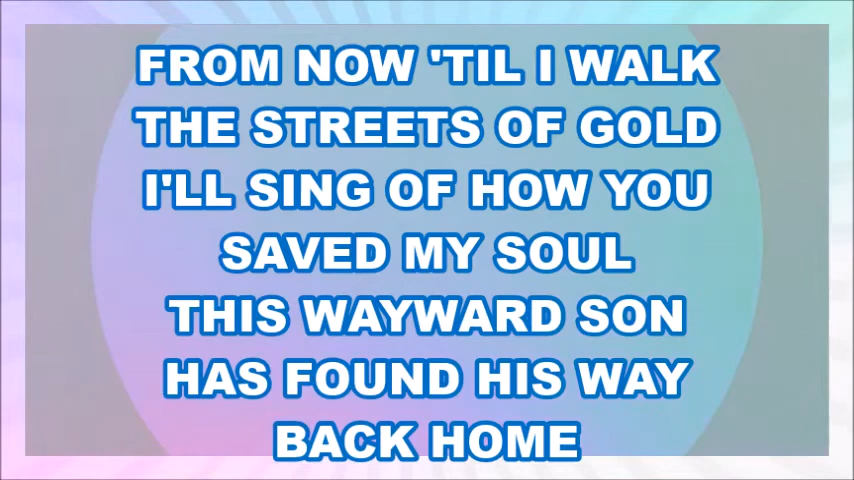 FROM NOW 'TIL I WALK
THE STREETS OF GOLD
I'LL SING OF HOW YOU
SAVED MY SOUL
THIS WAYWARD SON
HAS FOUND HIS WAY
BACK HOME